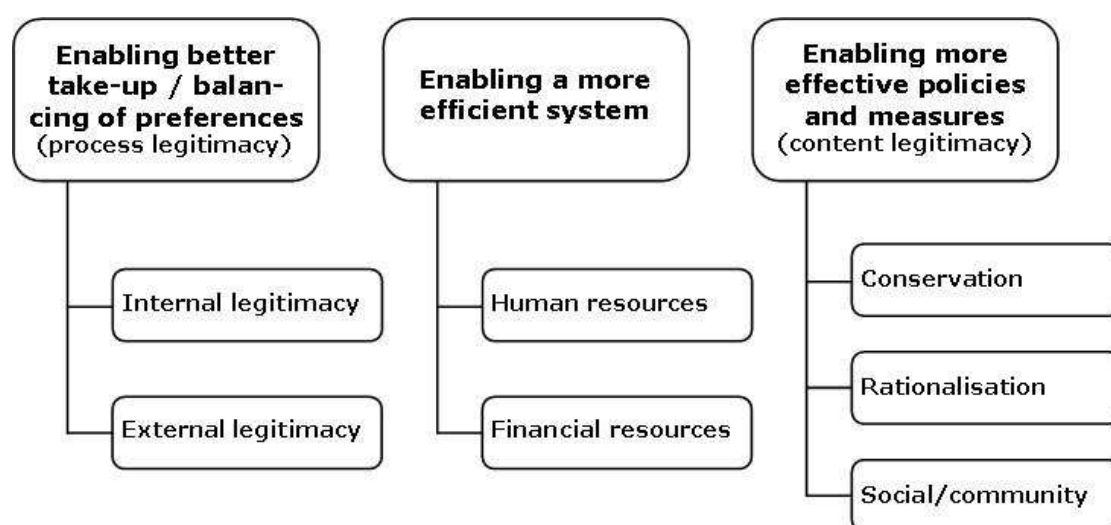 Enabling better
take-up / balan-
cing of preferences
(process legitimacy)
Internal legitimacy
External legitimacy
Enabling a more
efficient system
Human resources
Financial resources
Enabling more
effective policies
and measures
(content legitimacy)
Conservation
Rationalisation
Social/community